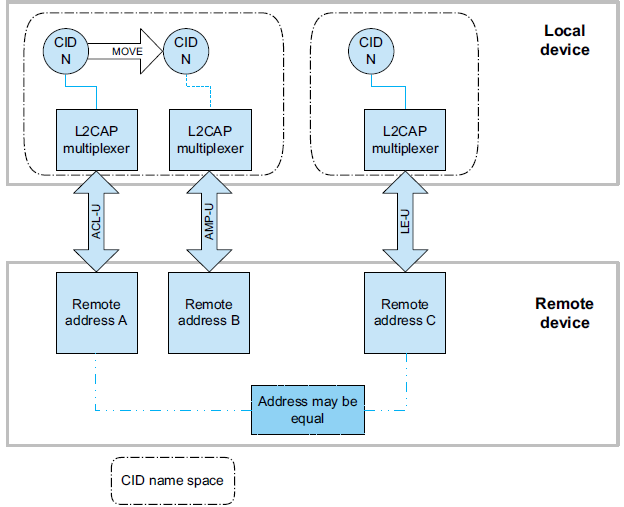 Local
device
CID
N
MOVE
CID
N
CID
N
L2CAP
multiplexer
L2CAP
multiplexer
L2CAP
multiplexer
ACL-U
AMP-U
LE-U
Remote
address A
Remote
address B
Remote
address C
Remote
device
Address may be
equal
CID name space